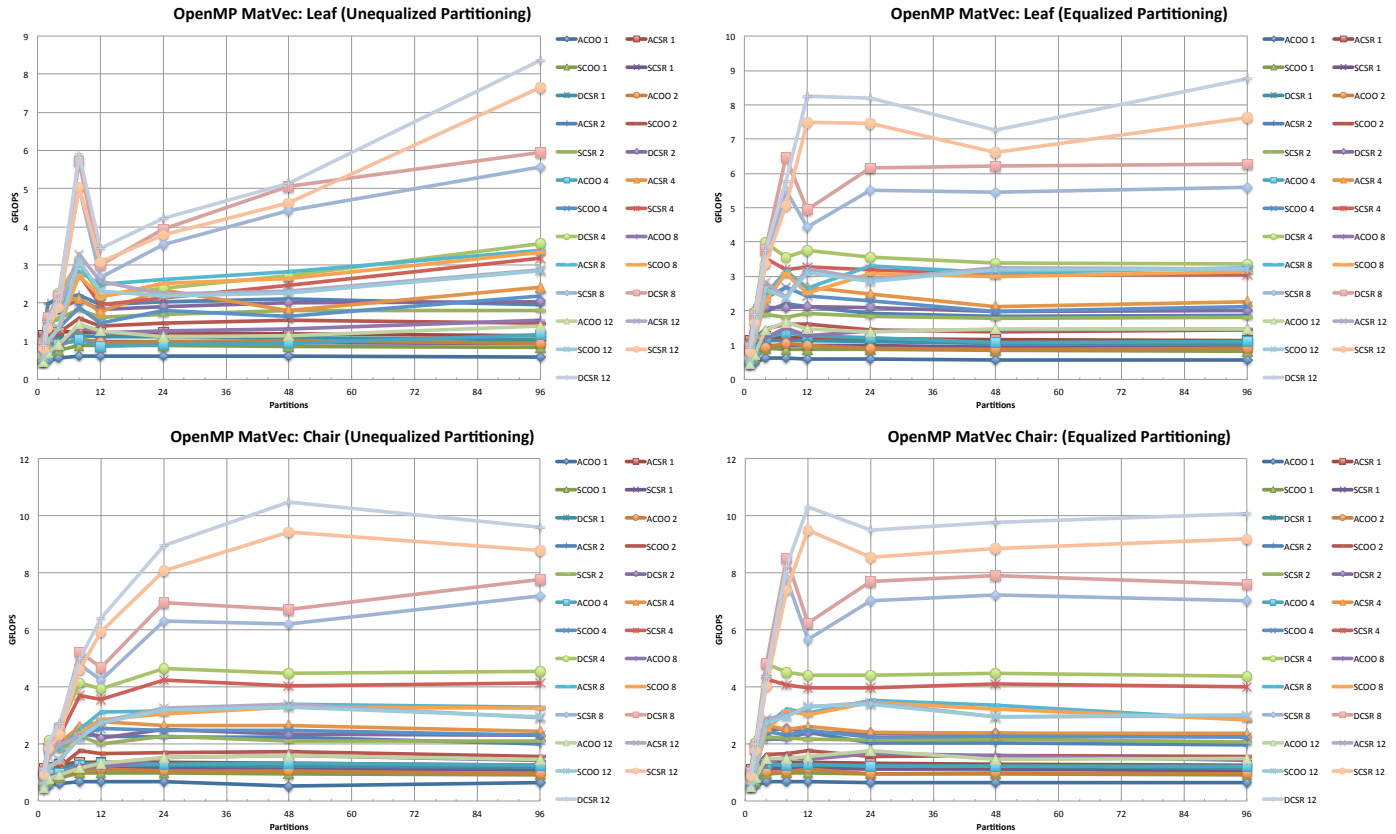 OpenMP MatVec: Leaf (Unequalized Partitioning)
GFLOPS
9
8
7
6
5
4
3
2
1
0
0 12 24 36 48 60 72 84 96
Partitions
ACOO 1 ACSR 1
SCOO 1 SCSR 1
DCSR 1 ACOO 2
ACSR 2 SCOO 2
SCSR 2 DCSR 2
ACOO 4 ACSR 4
SCOO 4 SCSR 4
DCSR 4 ACOO 8
ACSR 8 SCOO 8
SCSR 8 DCSR 8
ACOO 12 ACSR 12
SCOO 12 SCSR 12
DCSR 12
OpenMP MatVec: Leaf (Equalized Partitioning)
GFLOPS
10
9
8
7
6
5
4
3
2
1
0
0 12 24 36 48 60 72 84 96
Partitions
ACOO 1 ACSR 1
SCOO 1 SCSR 1
DCSR 1 ACOO 2
ACSR 2 SCOO 2
SCSR 2 DCSR 2
ACOO 4 ACSR 4
SCOO 4 SCSR 4
DCSR 4 ACOO 8
ACSR 8 SCOO 8
SCSR 8 DCSR 8
ACOO 12 ACSR 12
SCOO 12 SCSR 12
DCSR 12
OpenMP MatVec: Chair (Unequalized Partitioning)
GFLOPS
12
10
8
6
4
2
0
0 12 24 36 48 60 72 84 96
Partitions
ACOO 1 ACSR 1
SCOO 1 SCSR 1
DCSR 1 ACOO 2
ACSR 2 SCOO 2
SCSR 2 DCSR 2
ACOO 4 ACSR 4
SCOO 4 SCSR 4
DCSR 4 ACOO 8
ACSR 8 SCOO 8
SCSR 8 DCSR 8
ACOO 12 ACSR 12
SCOO 12 SCSR 12
DCSR 12
OpenMP MatVec Chair: (Equalized Partitioning)
GFLOPS
12
10
8
6
4
2
0
0 12 24 36 48 60 72 84 96
Partitions
ACOO 1 ACSR 1
SCOO 1 SCSR 1
DCSR 1 ACOO 2
ACSR 2 SCOO 2
SCSR 2 DCSR 2
ACOO 4 ACSR 4
SCOO 4 SCSR 4
DCSR 4 ACOO 8
ACSR 8 SCOO 8
SCSR 8 DCSR 8
ACOO 12 ACSR 12
SCOO 12 SCSR 12
DCSR 12